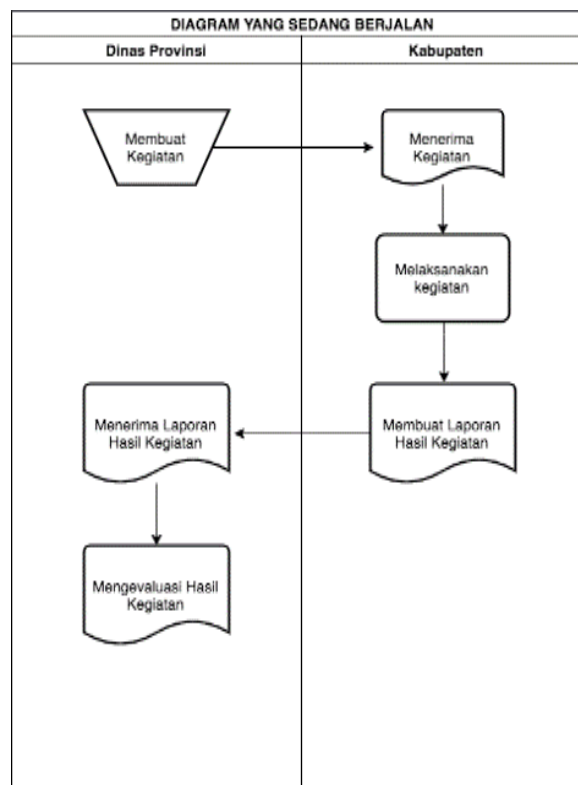 DIAGRAM YANG SEDANG BERJALAN
Dinas Provinsi
Kabupaten
Membuat
Kegiatan
Menerima
Kegiatan
Melaksanakan
kegiatan
Membuat Laporan
Hasil Kegiatan
Menerima Laporan
Hasil Kegiatan
Mengevaluasi Hasil
Kegiatan